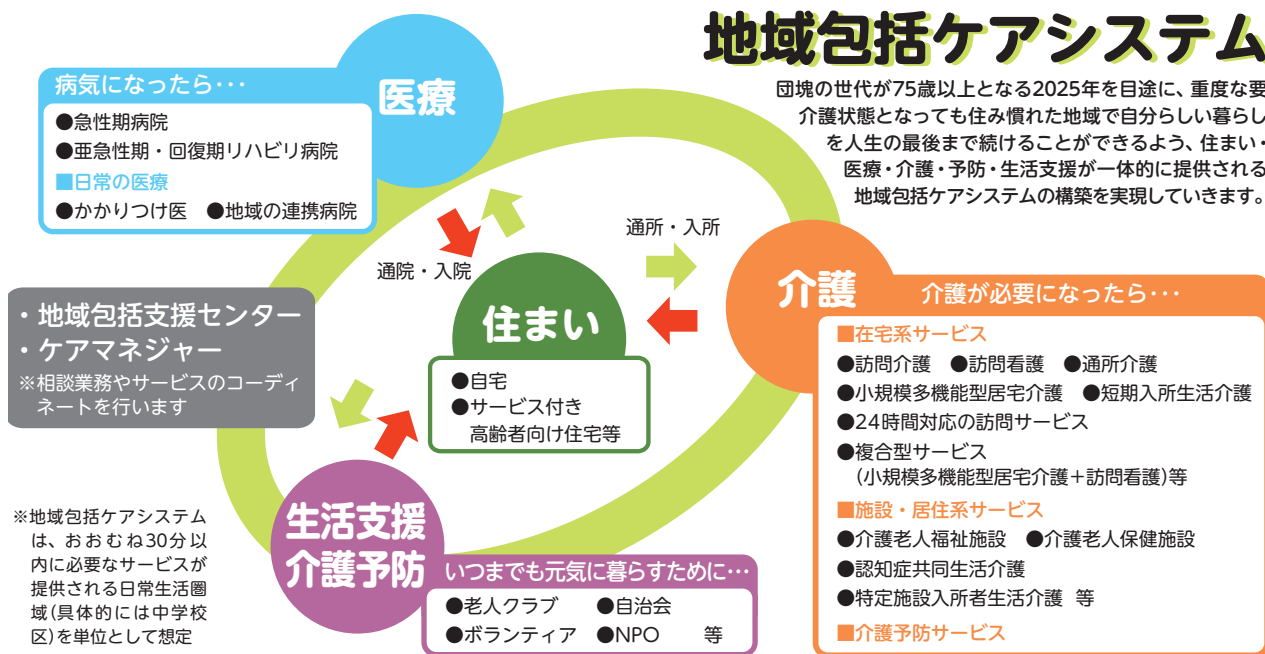 地域包括ケアシステム
団塊の世代が75歳以上となる2025年を目途に、重度な要
介護状態となっても住み慣れた地域で自分らしい暮らし
を人生の最後まで続けることができるよう、住まい・
医療・介護・予防・生活支援が一体的に提供される
地域包括ケアシステムの構築を実現していきます。
医療
病気になったら･･･
●急性期病院
●亜急性期・回復期リハビリ病院
■日常の医療
●かかりつけ医 ●地域の連携病院
通院・入院
通所・入所
住まい
●自宅
●サービス付き
高齢者向け住宅等
・地域包括支援センター
・ケアマネジャー
※相談業務やサービスのコーディ
ネートを行います
介護
介護が必要になったら･･･
■在宅系サービス
●訪問介護 ●訪問看護 ●通所介護
●小規模多機能型居宅介護 ●短期入所生活介護
●24時間対応の訪問サービス
●複合型サービス
(小規模多機能型居宅介護＋訪問看護)等
■施設・居住系サービス
●介護老人福祉施設 ●介護老人保健施設
●認知症共同生活介護
●特定施設入所者生活介護 等
■介護予防サービス
生活支援
介護予防
いつまでも元気に暮らすために･･･
●老人クラブ ●自治会
●ボランティア ●NPO 等
※地域包括ケアシステム
は、おおむね30分以
内に必要なサービスが
提供される日常生活圏
域(具体的には中学校
区)を単位として想定